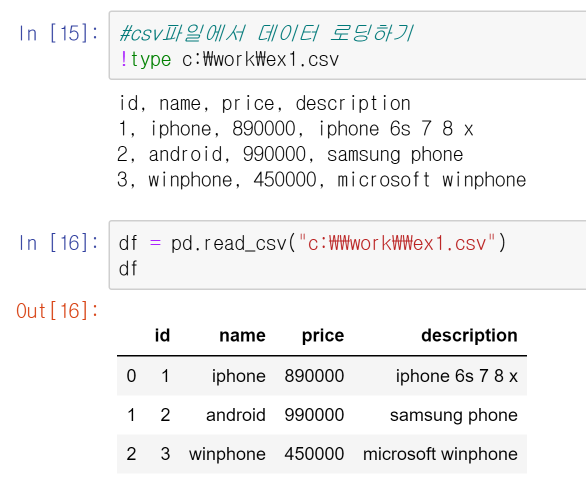 In [15]: #csv파일에서 데이터 로딩하기
!type c:₩work₩ex1.csv
id, name, price, description
1, iphone, 890000, iphone 6s 7 8 x
2, android, 990000, samsung phone
3, winphone, 450000, microsoft winphone
In [16]: df = pd.read_csv("c:₩₩work₩₩ex1.csv")
df
Out[16]:
id name price description
0 1 iphone 890000 iphone 6s 7 8 x
1 2 android 990000 samsung phone
2 3 winphone 450000 microsoft winphone